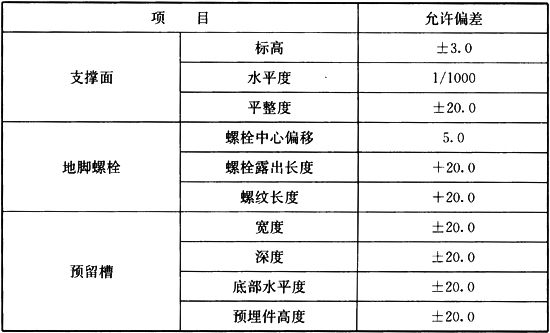 项 目 允许偏差
支撑面 标高 ±3.0
水平度 1/1000
平整度 ±20.0
地脚螺栓 螺栓中心偏移 5.0
螺栓露出长度 +20.0
螺纹长度 +20.0
预留槽 宽度 ±20.0
深度 ±20.0
底部水平度 ±20.0
预埋件高度 ±20.0